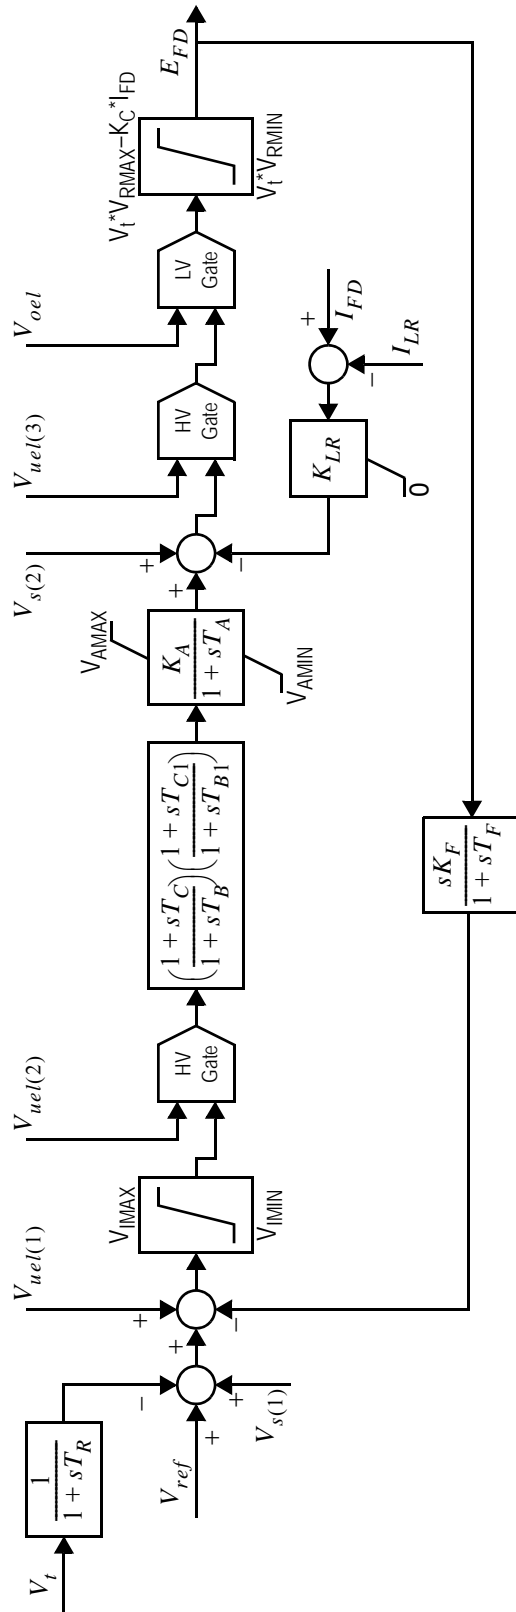 V_t
1
1 + sT_R
V_ref
+
−
+
V_s(1)
+
V_uel(1)
+
−
V_IMAX
V_IMIN
V_uel(2)
HV
Gate
(1 + sT_C)(1 + sT_C1)
(1 + sT_B)(1 + sT_B1)
V_AMAX
K_A
1 + sT_A
V_AMIN
V_s(2)
+
+
−
V_uel(3)
HV
Gate
V_oel
LV
Gate
V_t*V_RMAX−K_C*I_FD
V_t*V_RMIN
E_FD
K_LR
0
+
I_FD
−
I_LR
sK_F
1 + sT_F